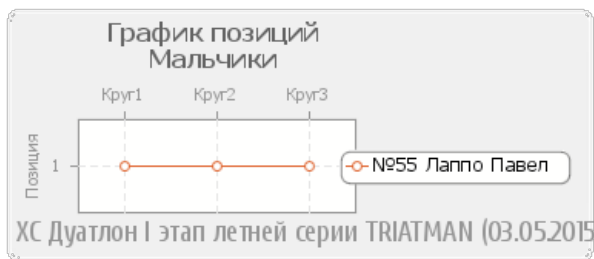 График позиций
Мальчики
Круг1 Круг2 Круг3
Позиция
1
№55 Лаппо Павел
XC Дуатлон I этап летней серии TRIATMAN (03.05.2015